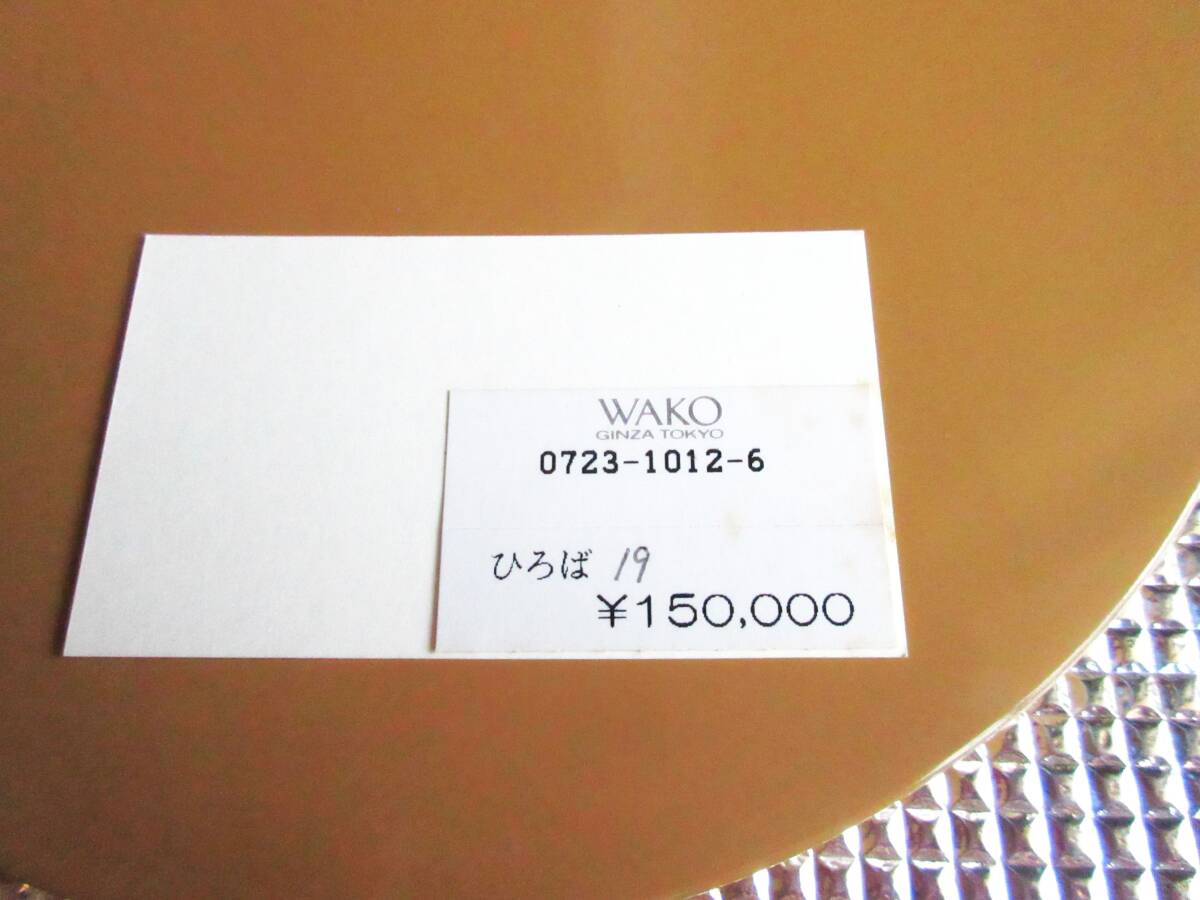 WAKO
GINZA TOKYO
0723-1012-6
ひろば 19
¥150,000